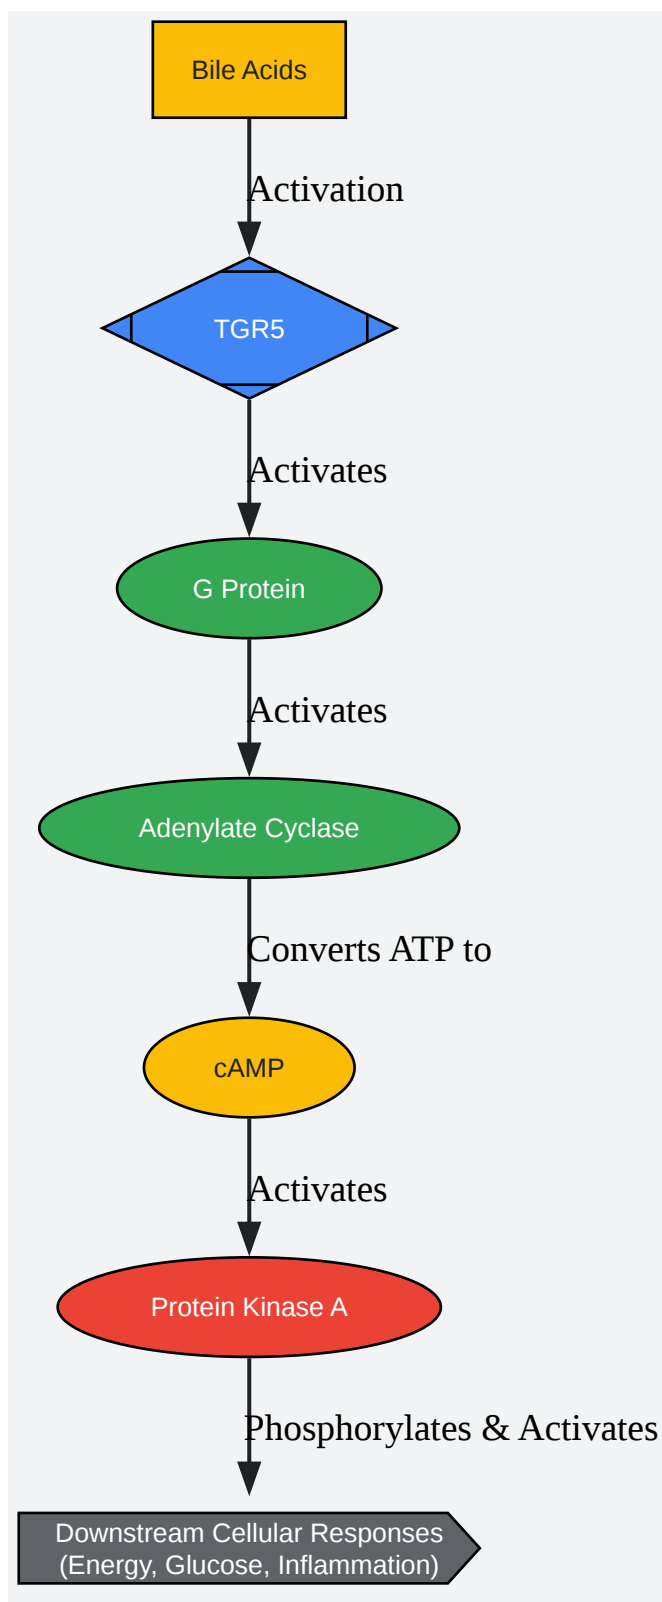 Bile Acids
Activation
TGR5
Activates
G Protein
Activates
Adenylate Cyclase
Converts ATP to
cAMP
Activates
Protein Kinase A
Phosphorylates & Activates
Downstream Cellular Responses
(Energy, Glucose, Inflammation)